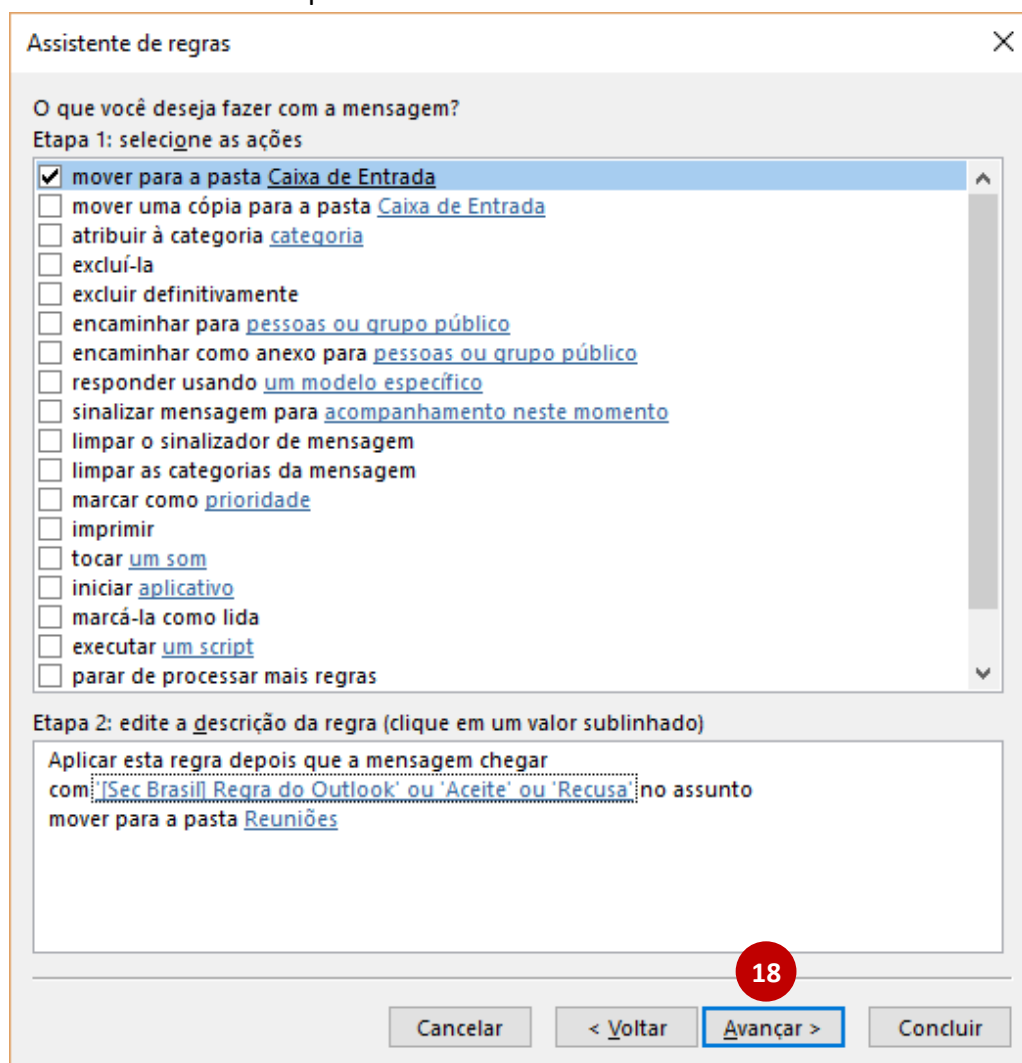 Assistente de regras
O que você deseja fazer com a mensagem?
Etapa 1: selecione as ações
mover para a pasta Caixa de Entrada
mover uma cópia para a pasta Caixa de Entrada
atribuir à categoria categoria
excluí-la
excluir definitivamente
encaminhar para pessoas ou grupo público
encaminhar como anexo para pessoas ou grupo público
responder usando um modelo específico
sinalizar mensagem para acompanhamento neste momento
limpar o sinalizador de mensagem
limpar as categorias da mensagem
marcar como prioridade
imprimir
tocar um som
iniciar aplicativo
marcá-la como lida
executar um script
parar de processar mais regras
Etapa 2: edite a descrição da regra (clique em um valor sublinhado)
Aplicar esta regra depois que a mensagem chegar
com '[Sec Brasil] Regra do Outlook' ou 'Aceite' ou 'Recusa' no assunto
mover para a pasta Reuniões
18
Cancelar < Voltar Avançar > Concluir